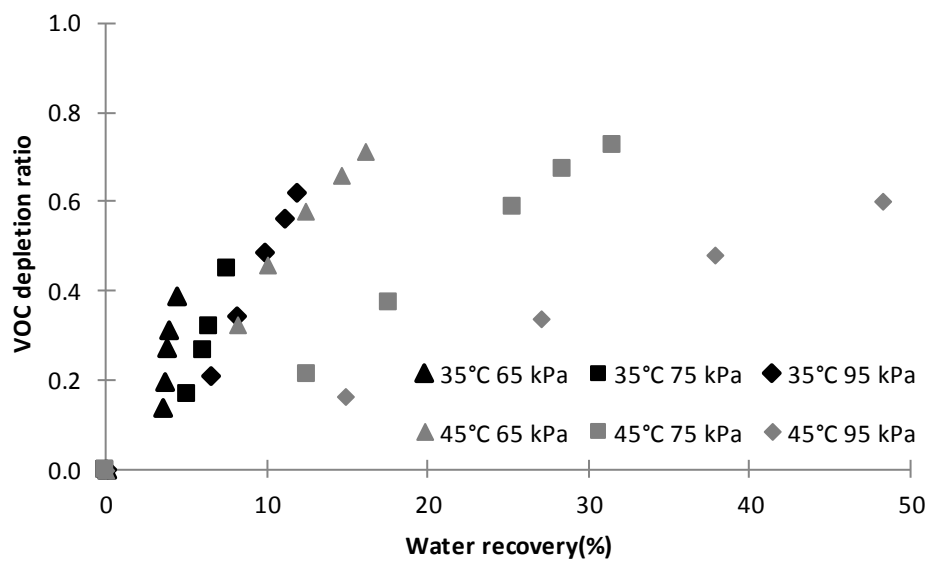 1.0
0.8
0.6
0.4
0.2
0.0
VOC depletion ratio
35°C 65 kPa 35°C 75 kPa 35°C 95 kPa
45°C 65 kPa 45°C 75 kPa 45°C 95 kPa
0 10 20 30 40 50
Water recovery(%)